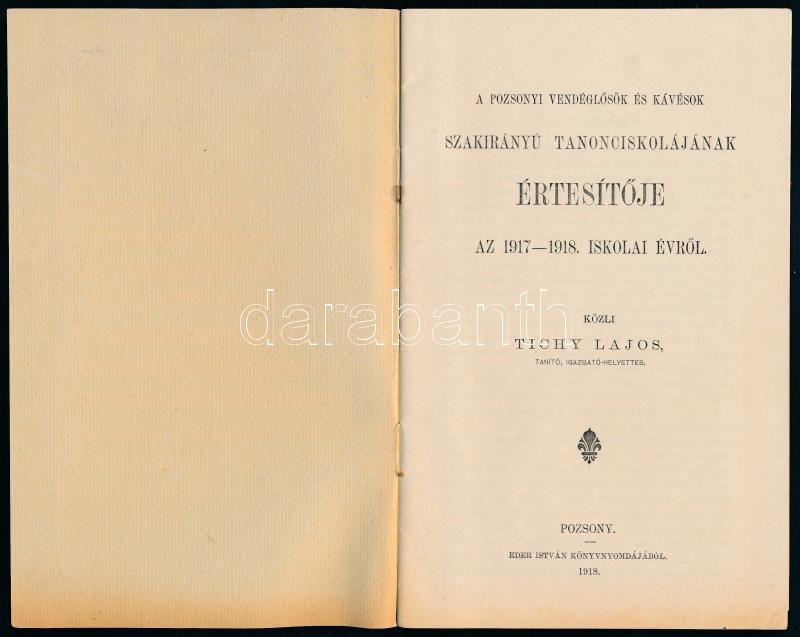 A POZSONYI VENDÉGLŐSÖK ÉS KÁVÉSOK
SZAKIRÁNYÚ TANONCISKOLÁJÁNAK
ÉRTESÍTŐJE
AZ 1917—1918. ISKOLAI ÉVRŐL.
darabanth
KÖZLI
TICHY LAJOS,
TANÍTÓ, IGAZGATÓ-HELYETTES.
POZSONY.
EDER ISTVÁN KÖNYVNYOMDÁJÁBÓL.
1918.